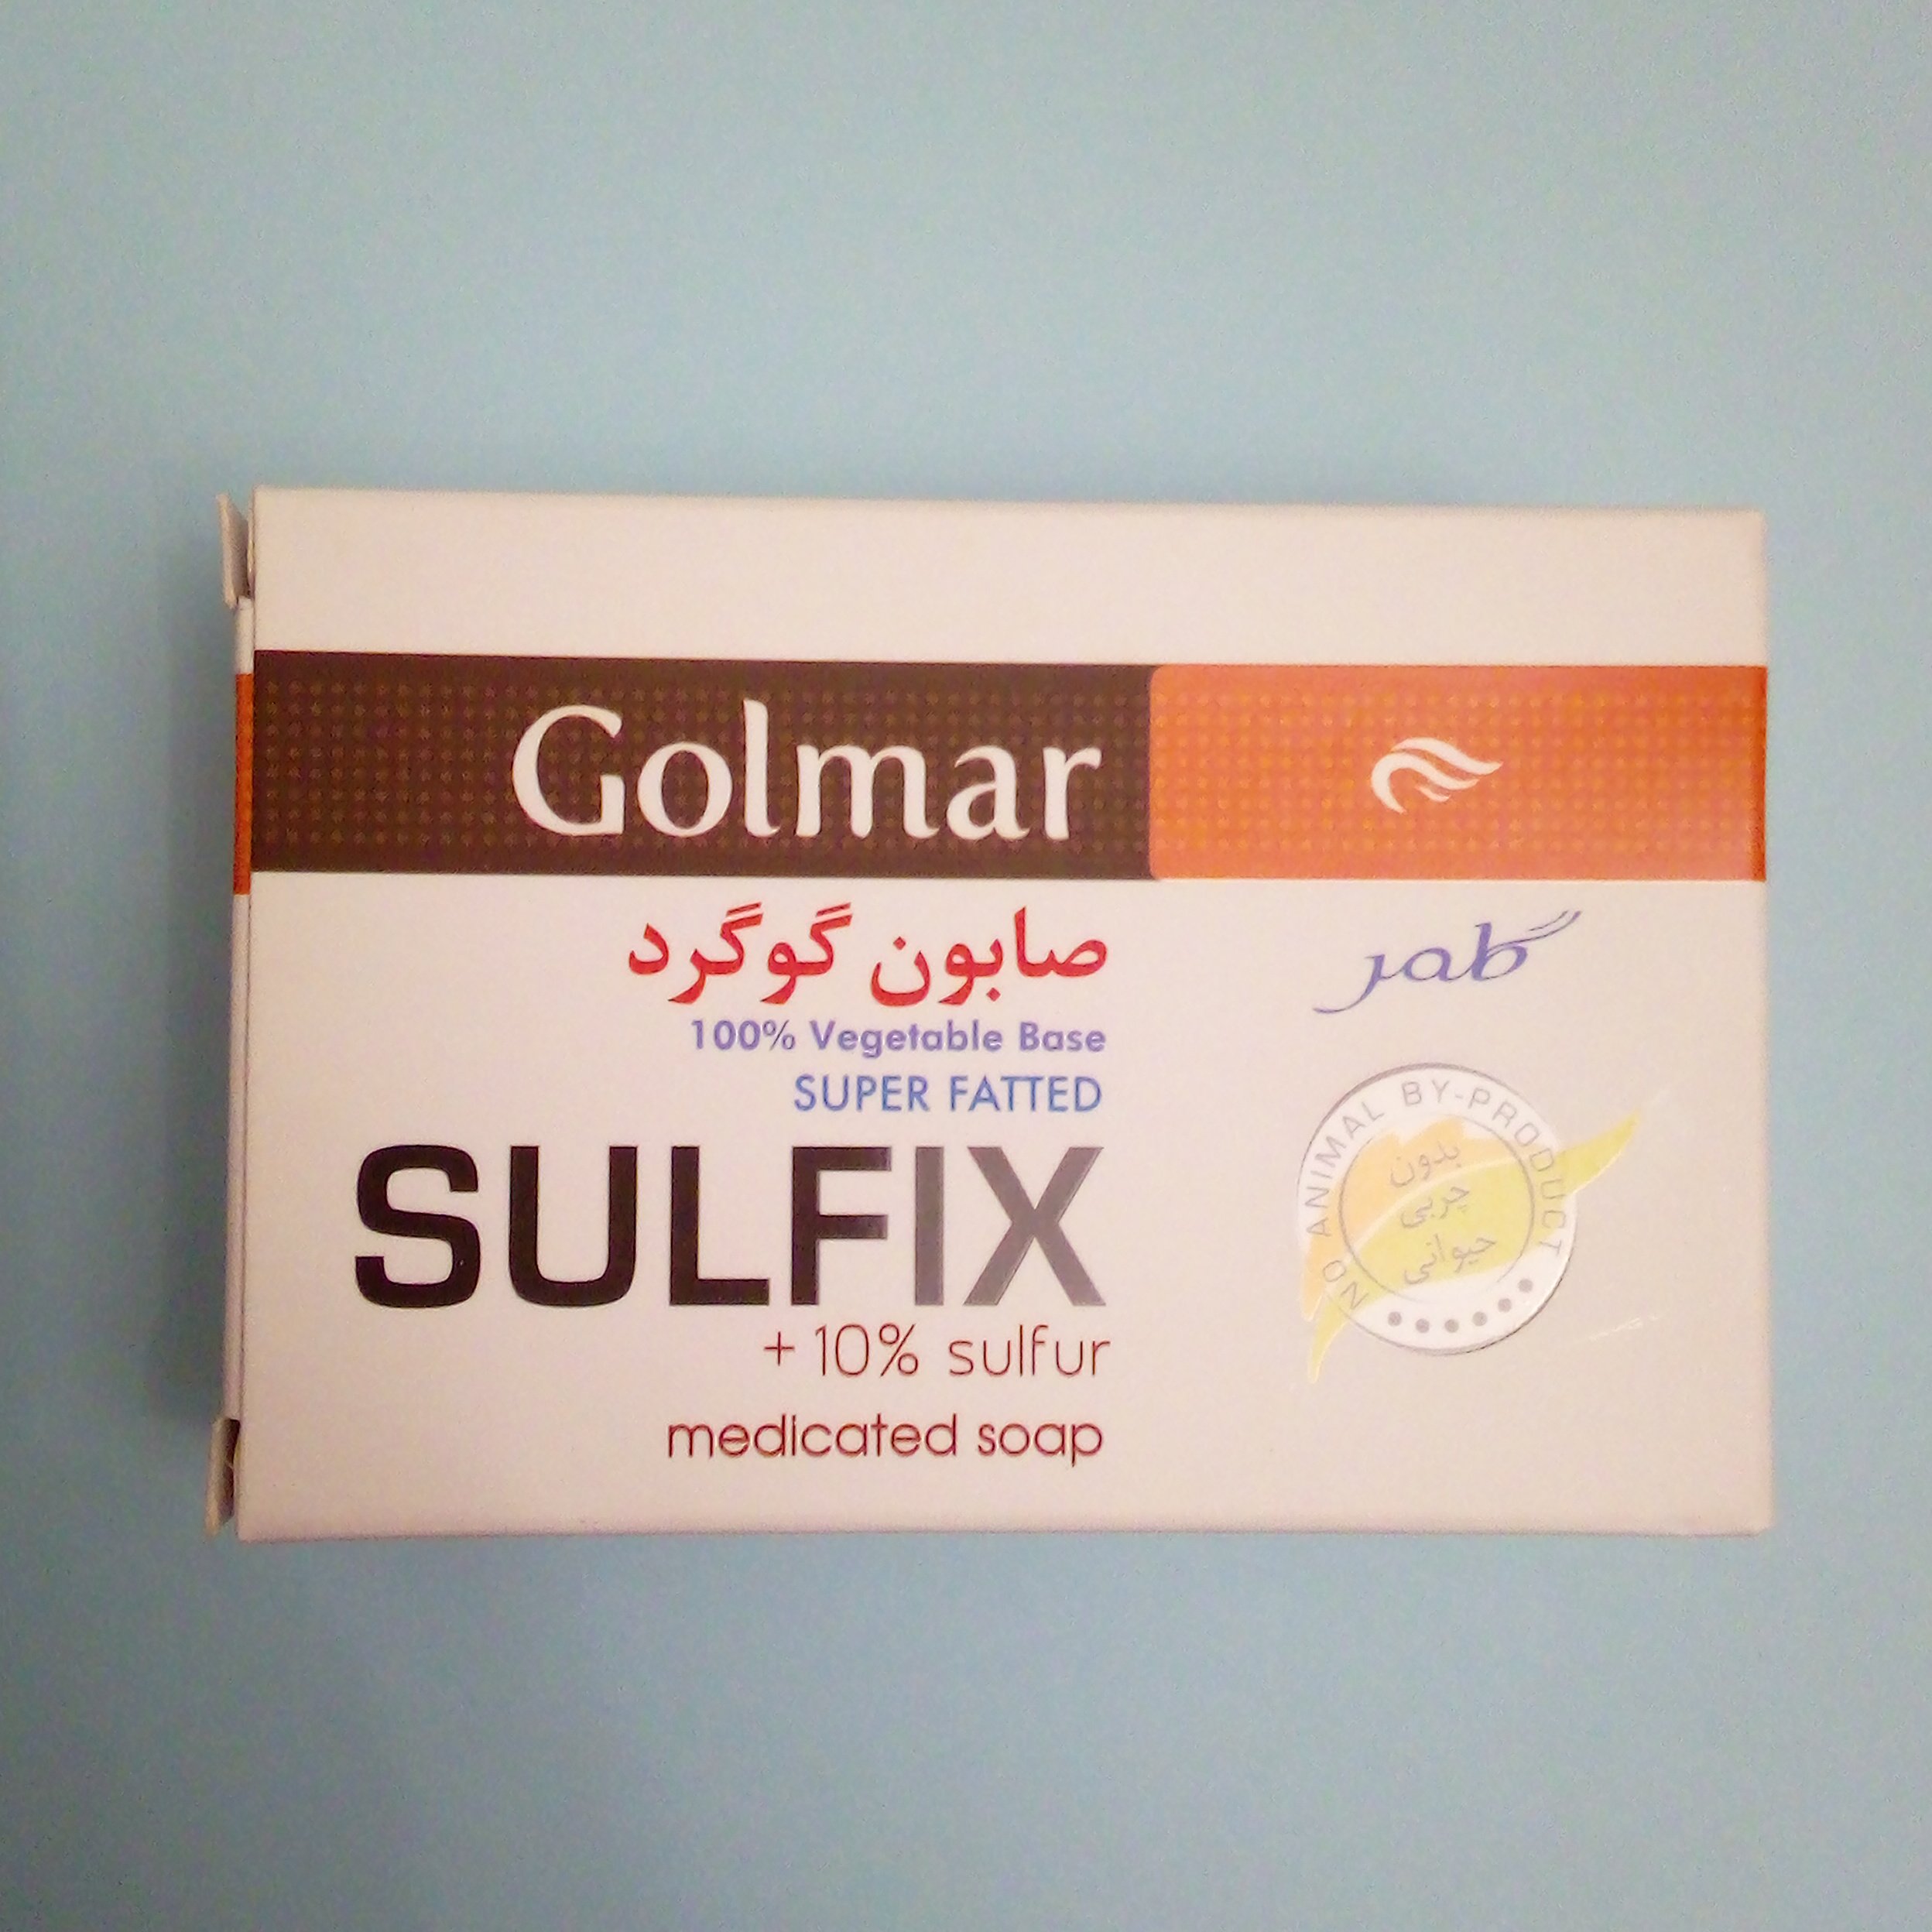 Golmar
صابون گوگرد
گلمر
100% Vegetable Base
SUPER FATTED
SULFIX
+10% sulfur
medicated soap
NO ANIMAL BY-PRODUCT
بدون
چربی
حیوانی